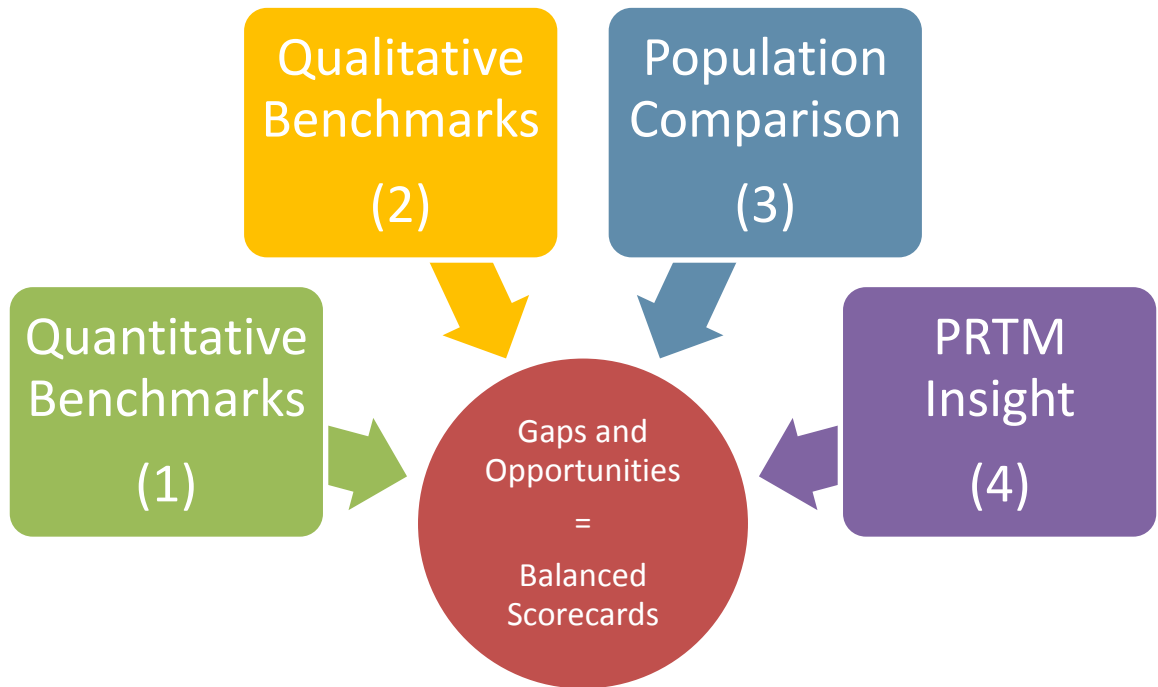 Quantitative
Benchmarks
(1)
Qualitative
Benchmarks
(2)
Population
Comparison
(3)
PRTM
Insight
(4)
Gaps and
Opportunities
=
Balanced
Scorecards